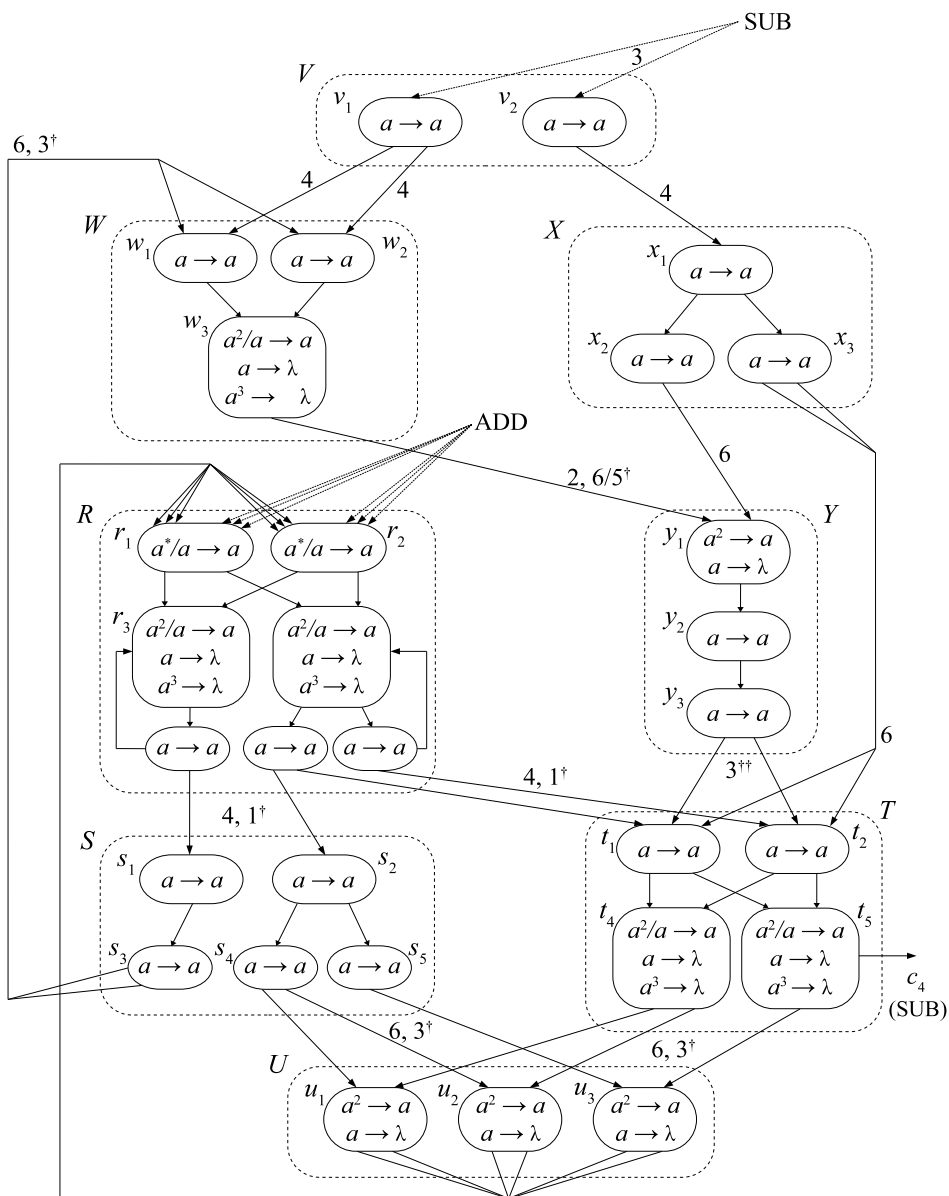 SUB
3
V
v1
v2
a → a
a → a
6, 3†
4
4
4
W
X
w1
w2
a → a
a → a
x1
a → a
w3
a²/a → a
a → λ
a³ → λ
x2
x3
a → a
a → a
ADD
6
2, 6/5†
R
Y
r1
r2
a*/a → a
a*/a → a
y1
a² → a
a → λ
r3
a²/a → a
a → λ
a³ → λ
a²/a → a
a → λ
a³ → λ
y2
a → a
y3
a → a
a → a
a → a
a → a
6
3††
4, 1†
4, 1†
S
T
s1
s2
a → a
a → a
t1
t2
a → a
a → a
t4
t5
a²/a → a
a → λ
a³ → λ
a²/a → a
a → λ
a³ → λ
s3
s4
s5
a → a
a → a
a → a
c4
(SUB)
6, 3†
6, 3†
U
u1
u2
u3
a² → a
a → λ
a² → a
a → λ
a² → a
a → λ